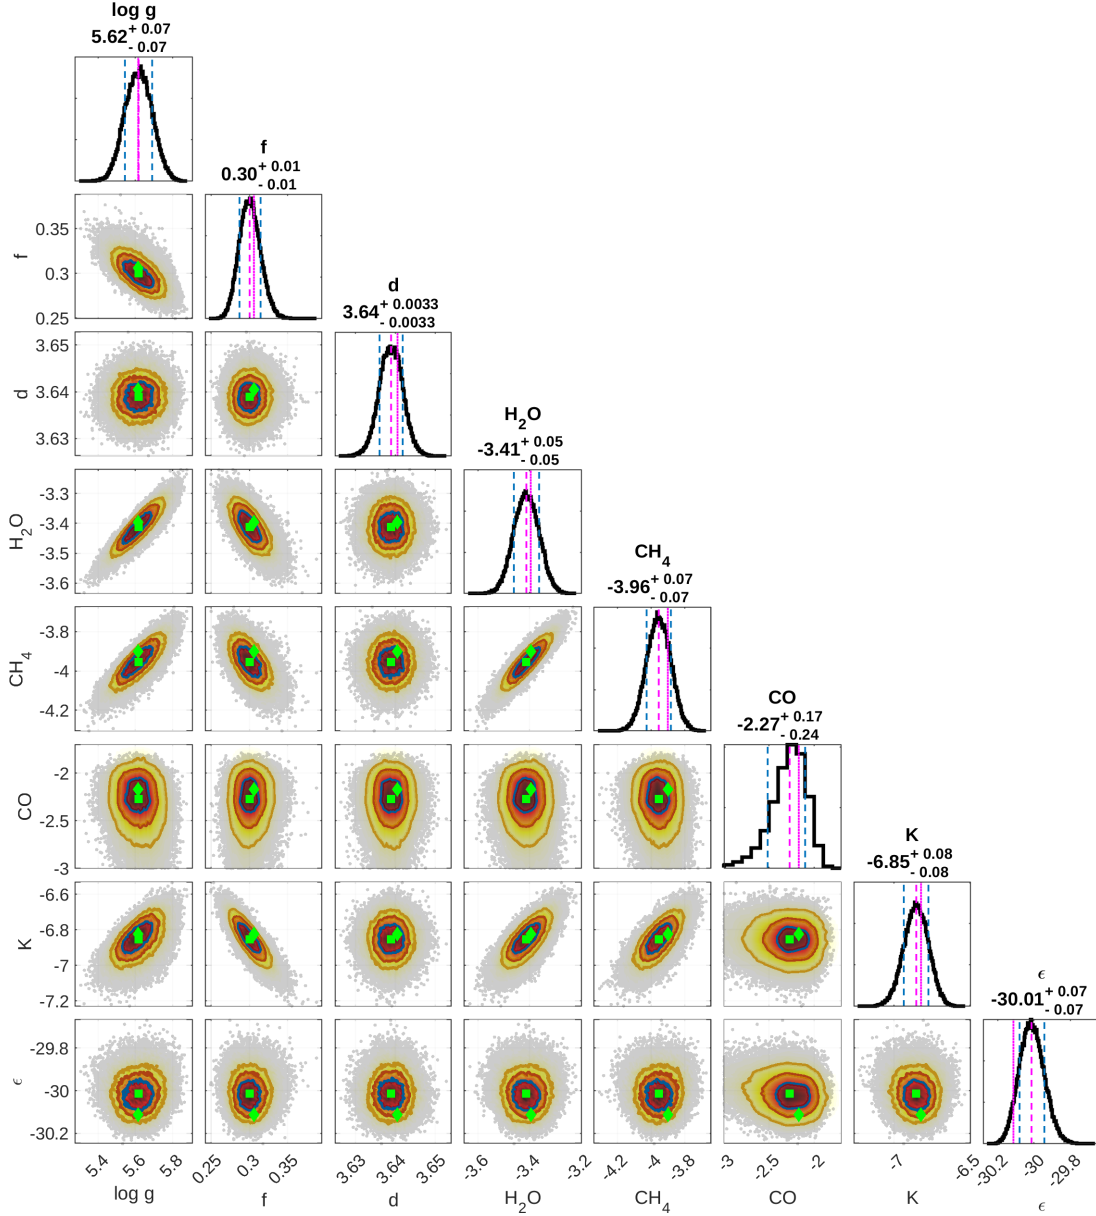 log g
5.62 + 0.07
- 0.07
f
0.30 + 0.01
- 0.01
f
0.35
0.3
0.25
d
3.64 + 0.0033
- 0.0033
d
3.65
3.64
3.63
H2O
-3.41 + 0.05
- 0.05
H2O
-3.3
-3.4
-3.5
-3.6
CH4
-3.96 + 0.07
- 0.07
CH4
-3.8
-4
-4.2
CO
-2.27 + 0.17
- 0.24
CO
-2
-2.5
-3
K
-6.85 + 0.08
- 0.08
K
-6.6
-6.8
-7
-7.2
ϵ
-30.01 + 0.07
- 0.07
ϵ
-29.8
-30
-30.2
5.4 5.6 5.8 0.25 0.3 0.35 3.63 3.64 3.65 -3.6 -3.4 -3.2 -4.2 -4 -3.8 -3 -2.5 -2 -7 -6.5 -30.2 -30 -29.8
log g f d H2O CH4 CO K ϵ